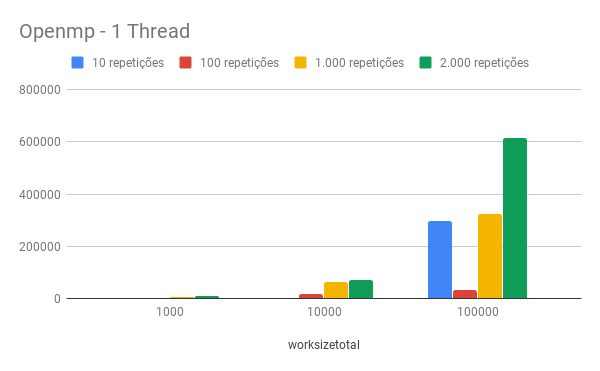 Openmp - 1 Thread
10 repetições 100 repetições 1.000 repetições 2.000 repetições
800000
600000
400000
200000
0
1000 10000 100000
worksizetotal